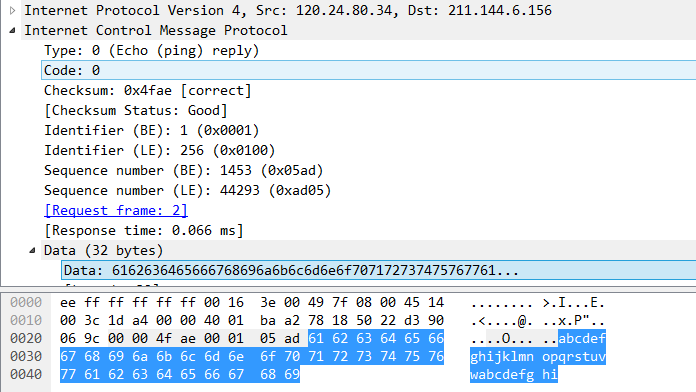 Internet Protocol Version 4, Src: 120.24.80.34, Dst: 211.144.6.156
Internet Control Message Protocol
Type: 0 (Echo (ping) reply)
Code: 0
Checksum: 0x4fae [correct]
[Checksum Status: Good]
Identifier (BE): 1 (0x0001)
Identifier (LE): 256 (0x0100)
Sequence number (BE): 1453 (0x05ad)
Sequence number (LE): 44293 (0xad05)
[Request frame: 2]
[Response time: 0.066 ms]
Data (32 bytes)
Data: 6162636465666768696a6b6c6d6e6f707172737475767761...
0000 ee ff ff ff ff ff 00 16 3e 00 49 7f 08 00 45 14 ........ >.I...E.
0010 00 3c 1d a4 00 00 40 01 ba a2 78 18 50 22 d3 90 .<....@. ..x.P"..
0020 06 9c 00 00 4f ae 00 01 05 ad 61 62 63 64 65 66 ....O... ..abcdef
0030 67 68 69 6a 6b 6c 6d 6e 6f 70 71 72 73 74 75 76 ghijklmn opqrstuv
0040 77 61 62 63 64 65 66 67 68 69 wabcdefg hi